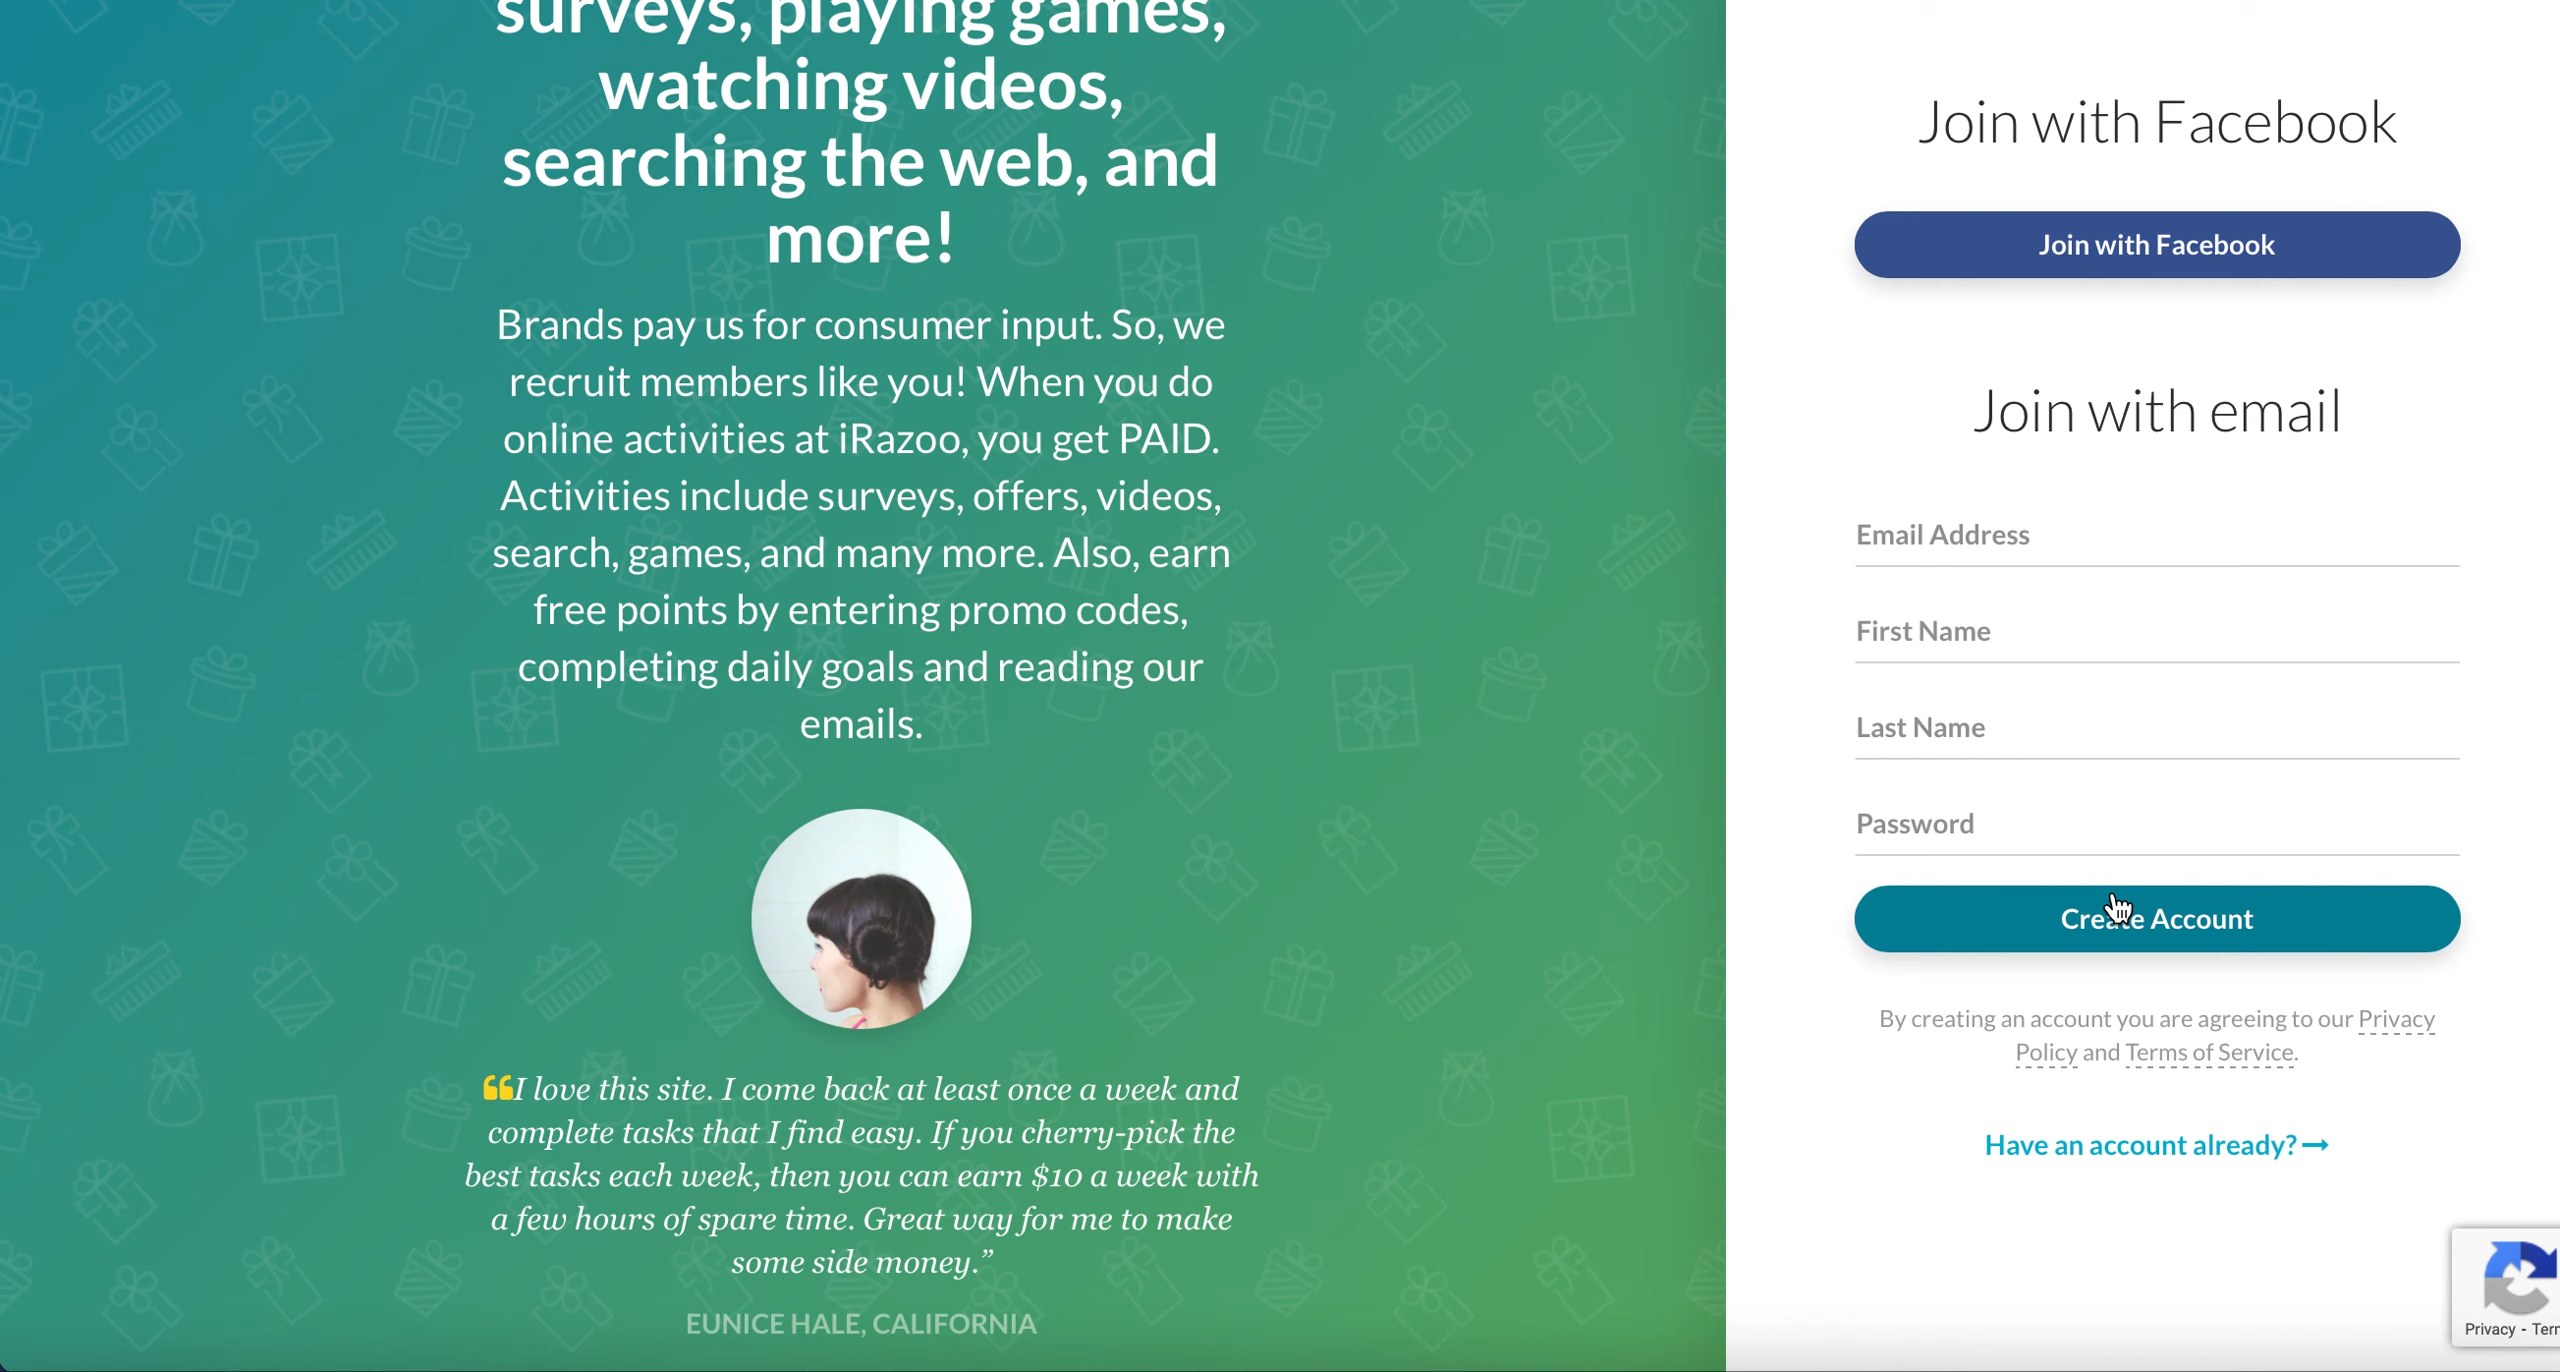 surveys, playing games,
watching videos,
searching the web, and
more!
Brands pay us for consumer input. So, we
recruit members like you! When you do
online activities at iRazoo, you get PAID.
Activities include surveys, offers, videos,
search, games, and many more. Also, earn
free points by entering promo codes,
completing daily goals and reading our
emails.
“I love this site. I come back at least once a week and
complete tasks that I find easy. If you cherry-pick the
best tasks each week, then you can earn $10 a week with
a few hours of spare time. Great way for me to make
some side money.”
EUNICE HALE, CALIFORNIA
Join with Facebook
Join with Facebook
Join with email
Email Address
First Name
Last Name
Password
Create Account
By creating an account you are agreeing to our Privacy
Policy and Terms of Service.
Have an account already?
Privacy -